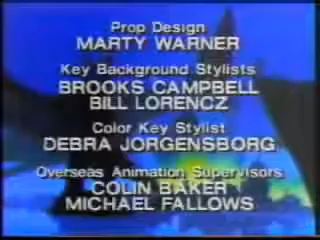 Prop Design
MARTY WARNER
Key Background Stylists
BROOKS CAMPBELL
BILL LORENCZ
Color Key Stylist
DEBRA JORGENSBORG
Overseas Animation Supervisors
COLIN BAKER
MICHAEL FALLOWS